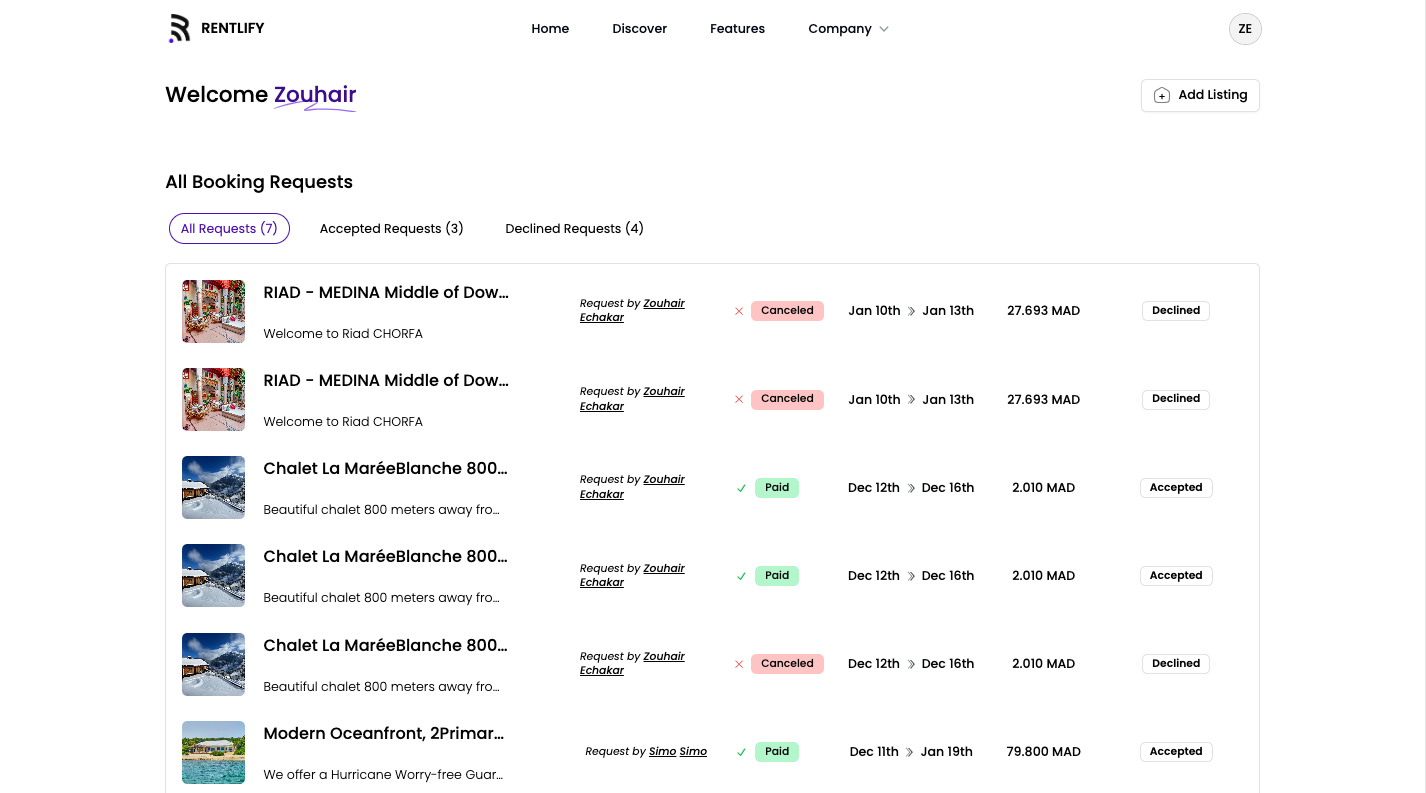 RENTLIFY
Home Discover Features Company
ZE
Welcome Zouhair
Add Listing
All Booking Requests
All Requests (7) Accepted Requests (3) Declined Requests (4)
RIAD - MEDINA Middle of Dow...
Welcome to Riad CHORFA
Request by Zouhair
Echakar
Canceled
Jan 10th Jan 13th
27.693 MAD
Declined
RIAD - MEDINA Middle of Dow...
Welcome to Riad CHORFA
Request by Zouhair
Echakar
Canceled
Jan 10th Jan 13th
27.693 MAD
Declined
Chalet La MaréeBlanche 800...
Beautiful chalet 800 meters away fro...
Request by Zouhair
Echakar
Paid
Dec 12th Dec 16th
2.010 MAD
Accepted
Chalet La MaréeBlanche 800...
Beautiful chalet 800 meters away fro...
Request by Zouhair
Echakar
Paid
Dec 12th Dec 16th
2.010 MAD
Accepted
Chalet La MaréeBlanche 800...
Beautiful chalet 800 meters away fro...
Request by Zouhair
Echakar
Canceled
Dec 12th Dec 16th
2.010 MAD
Declined
Modern Oceanfront, 2Primar...
We offer a Hurricane Worry-free Guar...
Request by Simo Simo
Paid
Dec 11th Jan 19th
79.800 MAD
Accepted